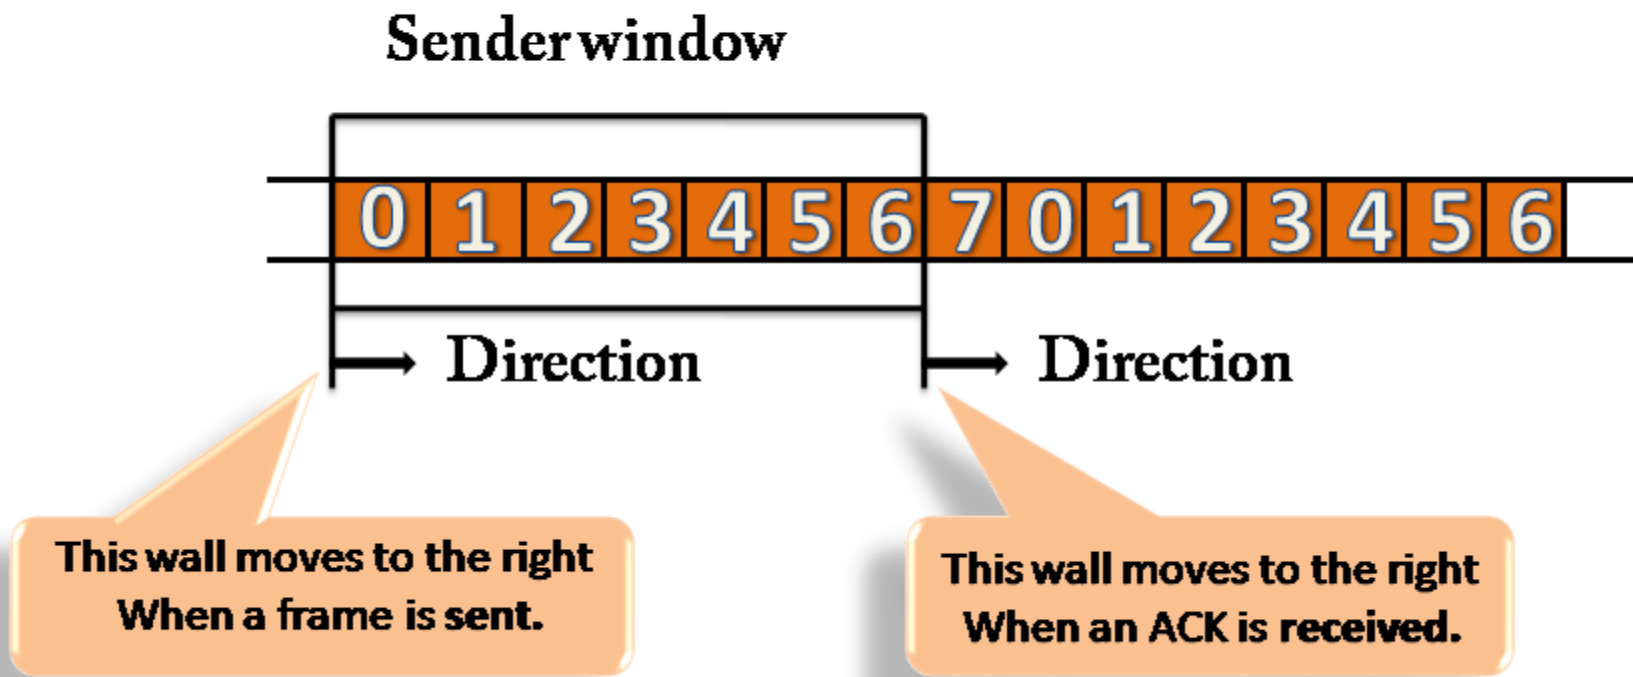 Sender window
0 1 2 3 4 5 6 7 0 1 2 3 4 5 6
Direction
Direction
This wall moves to the right
When a frame is sent.
This wall moves to the right
When an ACK is received.